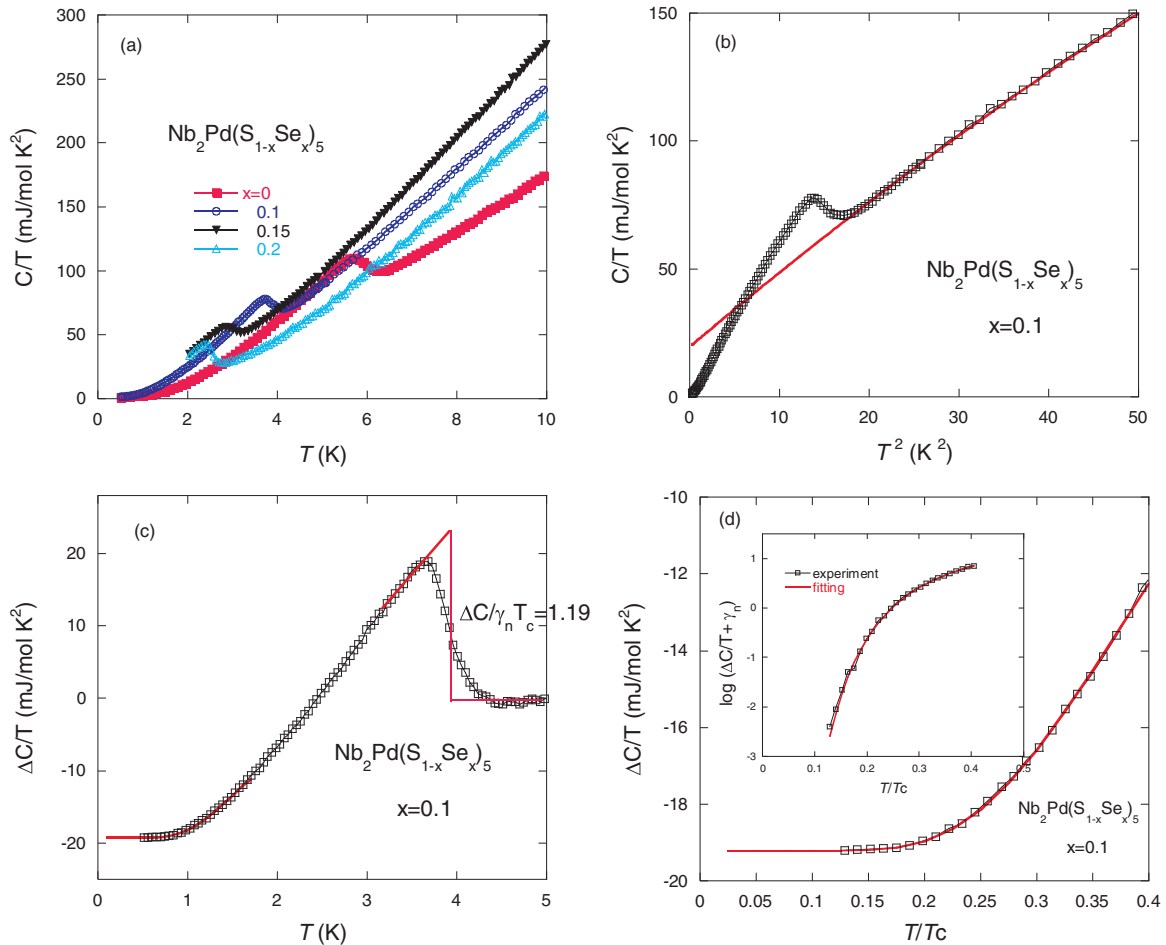 (a)
300
250
200
150
100
50
0
C/T (mJ/mol K²)
Nb₂Pd(S₁₋ₓSeₓ)₅
x=0
0.1
0.15
0.2
0 2 4 6 8 10
T (K)
(b)
150
100
50
0
C/T (mJ/mol K²)
Nb₂Pd(S₁₋ₓSeₓ)₅
x=0.1
0 10 20 30 40 50
T² (K²)
(c)
20
10
0
-10
-20
ΔC/T (mJ/mol K²)
ΔC/γₙT꜀=1.19
Nb₂Pd(S₁₋ₓSeₓ)₅
x=0.1
0 1 2 3 4 5
T (K)
(d)
-10
-12
-14
-16
-18
-20
ΔC/T (mJ/mol K²)
1
0
-1
-2
-3
log (ΔC/T+ γₙ)
experiment
fitting
0 0.1 0.2 0.3 0.4 0.5
T/Tc
Nb₂Pd(S₁₋ₓSeₓ)₅
x=0.1
0 0.05 0.1 0.15 0.2 0.25 0.3 0.35 0.4
T/Tc